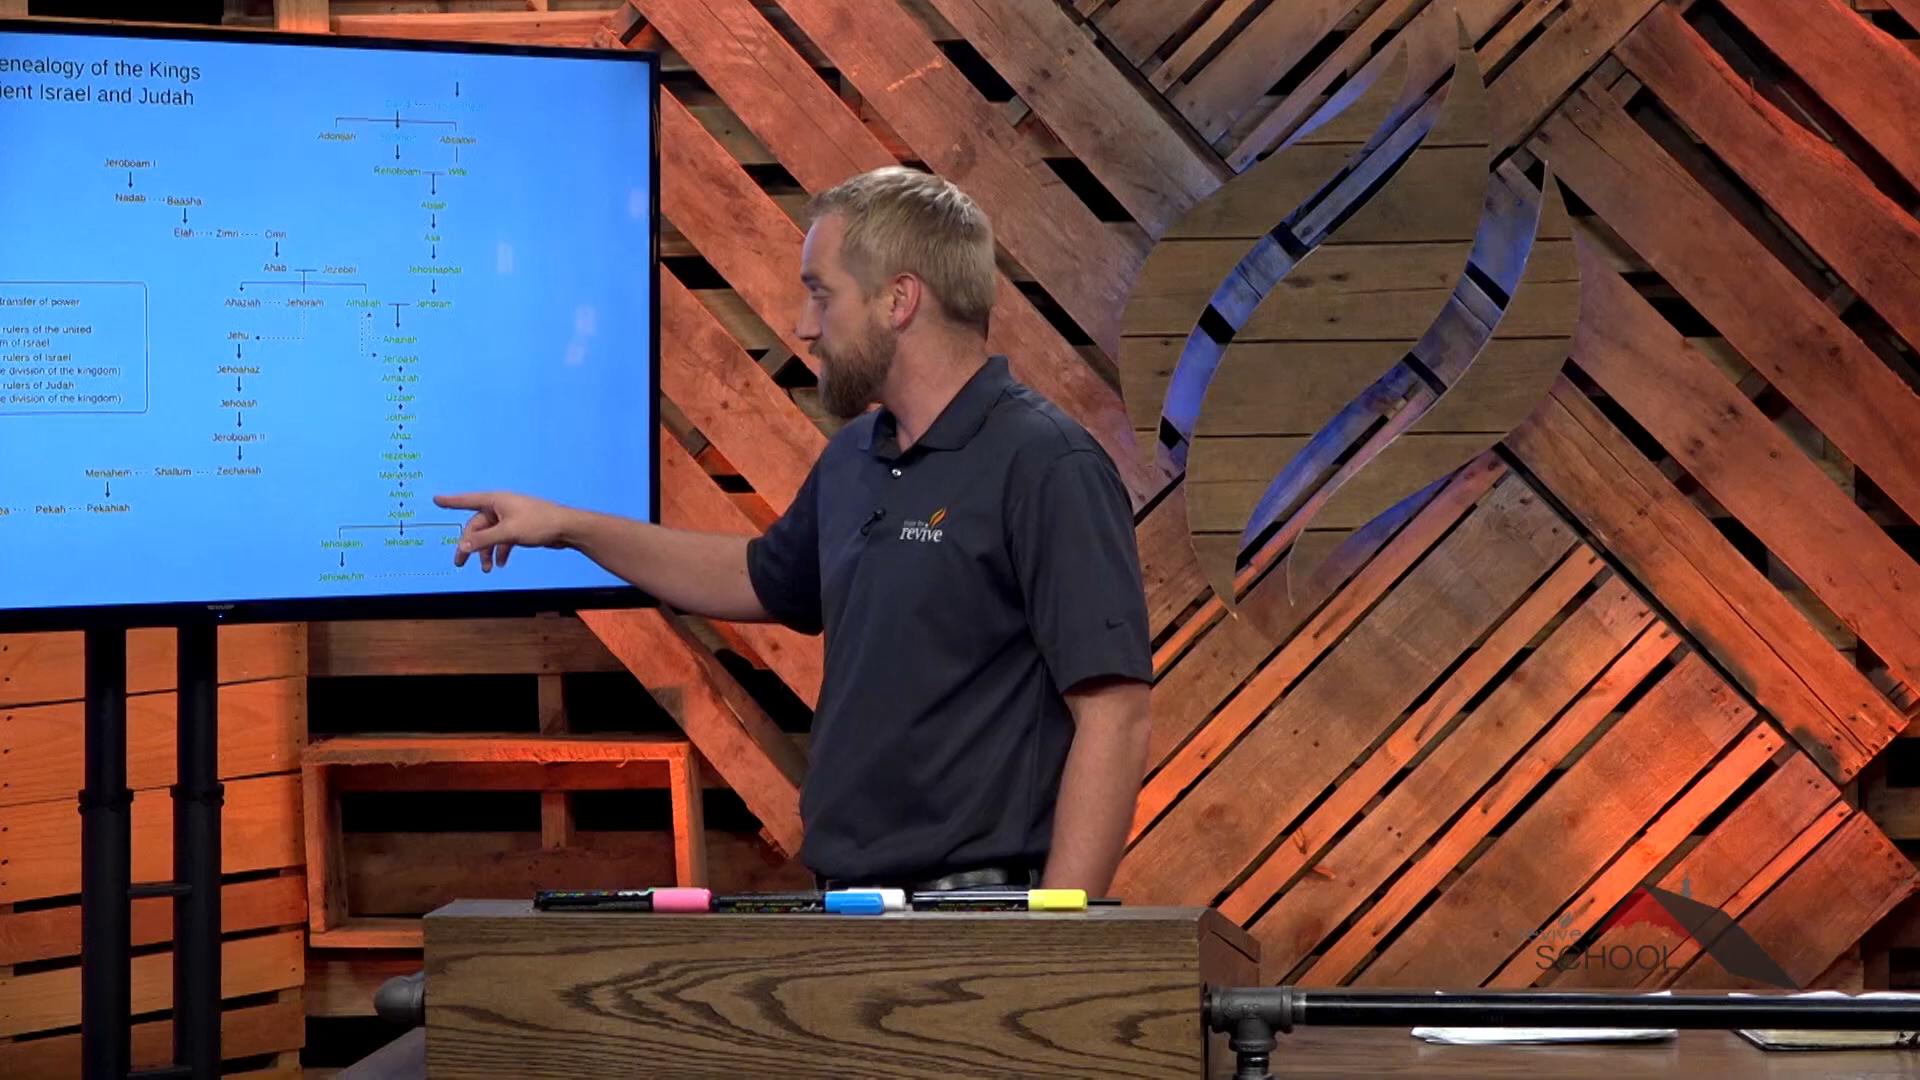 enealogy of the Kings
ient Israel and Judah
Adonijah
Absalom
Rehoboam
Wife
Jeroboam I
Nadab
Baasha
Abijah
Elah
Zimri
Omri
Asa
Ahab
Jezebel
Jehoshaphat
transfer of power
Ahaziah
Jehoram
Athaliah
Jehoram
rulers of the united
m of Israel
rulers of Israel
e division of the kingdom)
rulers of Judah
e division of the kingdom)
Jehu
Ahaziah
Jehoash
Jehoahaz
Amaziah
Uzziah
Jehoash
Jotham
Jeroboam II
Ahaz
Hezekiah
Menahem
Shallum
Zechariah
Manasseh
Amon
ea
Pekah
Pekahiah
Josiah
Jehoiakim
Jehoahaz
Zed
Jehoiachin
revive
revive
SCHOOL